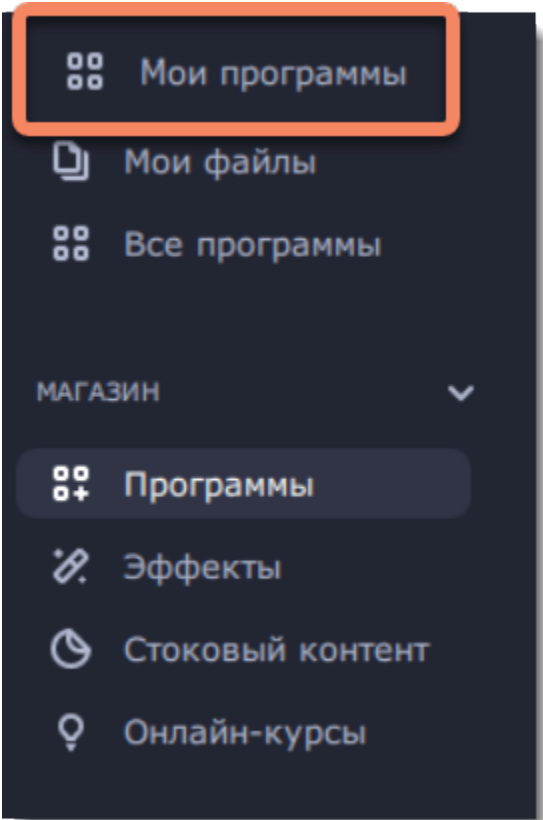 Мои программы
Мои файлы
Все программы
МАГАЗИН
Программы
Эффекты
Стоковый контент
Онлайн-курсы